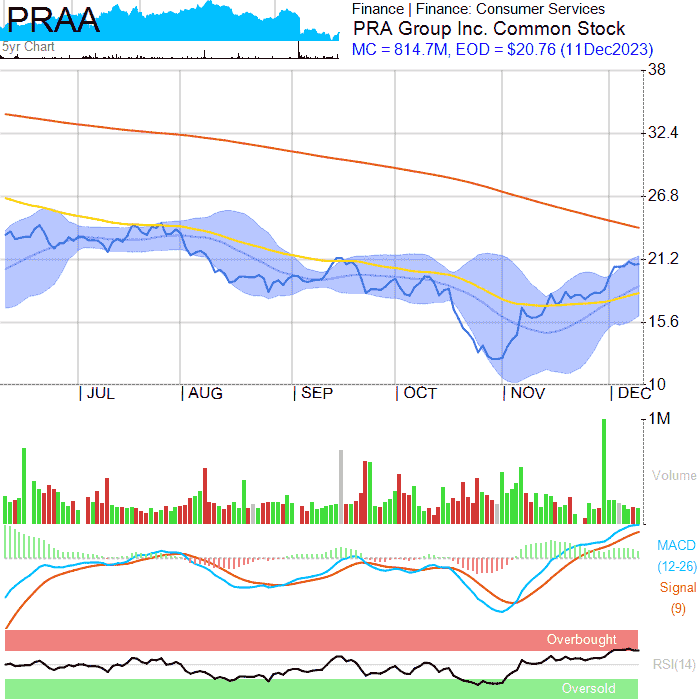 PRAA
5yr Chart
Finance | Finance: Consumer Services
PRA Group Inc. Common Stock
MC = 814.7M, EOD = $20.76 (11Dec2023)
38
32.4
26.8
21.2
15.6
10
JUL
AUG
SEP
OCT
NOV
DEC
1M
Volume
MACD
(12-26)
Signal
(9)
Overbought
RSI(14)
Oversold